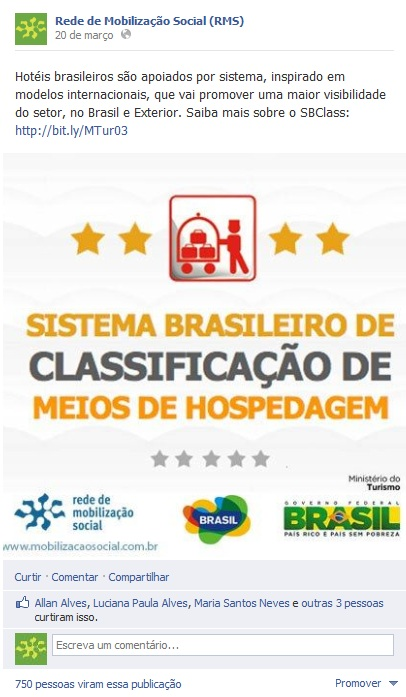 Rede de Mobilização Social (RMS)
20 de março
Hotéis brasileiros são apoiados por sistema, inspirado em
modelos internacionais, que vai promover uma maior visibilidade
do setor, no Brasil e Exterior. Saiba mais sobre o SBClass:
http://bit.ly/MTur03
SISTEMA BRASILEIRO DE
CLASSIFICAÇÃO DE
MEIOS DE HOSPEDAGEM
Ministério do
Turismo
rede de
mobilização
social
www.mobilizacaosocial.com.br
BRASIL
GOVERNO FEDERAL
BRASIL
PAÍS RICO É PAÍS SEM POBREZA
Curtir · Comentar · Compartilhar
Allan Alves, Luciana Paula Alves, Maria Santos Neves e outras 3 pessoas
curtiram isso.
Escreva um comentário...
750 pessoas viram essa publicação
Promover